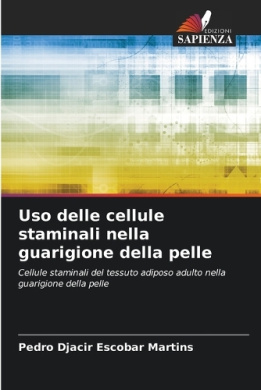 EDIZIONI
SAPIENZA
Uso delle cellule
staminali nella
guarigione della pelle
Cellule staminali del tessuto adiposo adulto nella
guarigione della pelle
Pedro Djacir Escobar Martins